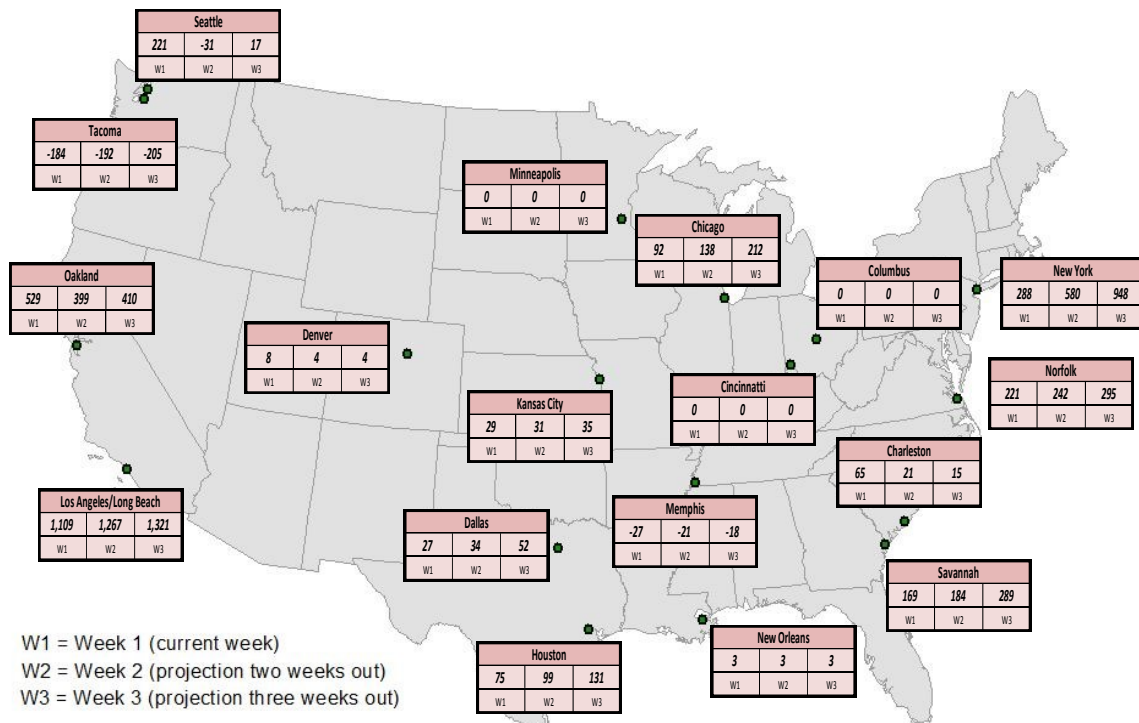 Seattle
221 -31 17
W1 W2 W3
Tacoma
-184 -192 -205
W1 W2 W3
Minneapolis
0 0 0
W1 W2 W3
Chicago
92 138 212
W1 W2 W3
Oakland
529 399 410
W1 W2 W3
Columbus
0 0 0
W1 W2 W3
New York
288 580 948
W1 W2 W3
Denver
8 4 4
W1 W2 W3
Cincinnatti
0 0 0
W1 W2 W3
Norfolk
221 242 295
W1 W2 W3
Kansas City
29 31 35
W1 W2 W3
Charleston
65 21 15
W1 W2 W3
Los Angeles/Long Beach
1,109 1,267 1,321
W1 W2 W3
Dallas
27 34 52
W1 W2 W3
Memphis
-27 -21 -18
W1 W2 W3
Savannah
169 184 289
W1 W2 W3
New Orleans
3 3 3
W1 W2 W3
Houston
75 99 131
W1 W2 W3
W1 = Week 1 (current week)
W2 = Week 2 (projection two weeks out)
W3 = Week 3 (projection three weeks out)